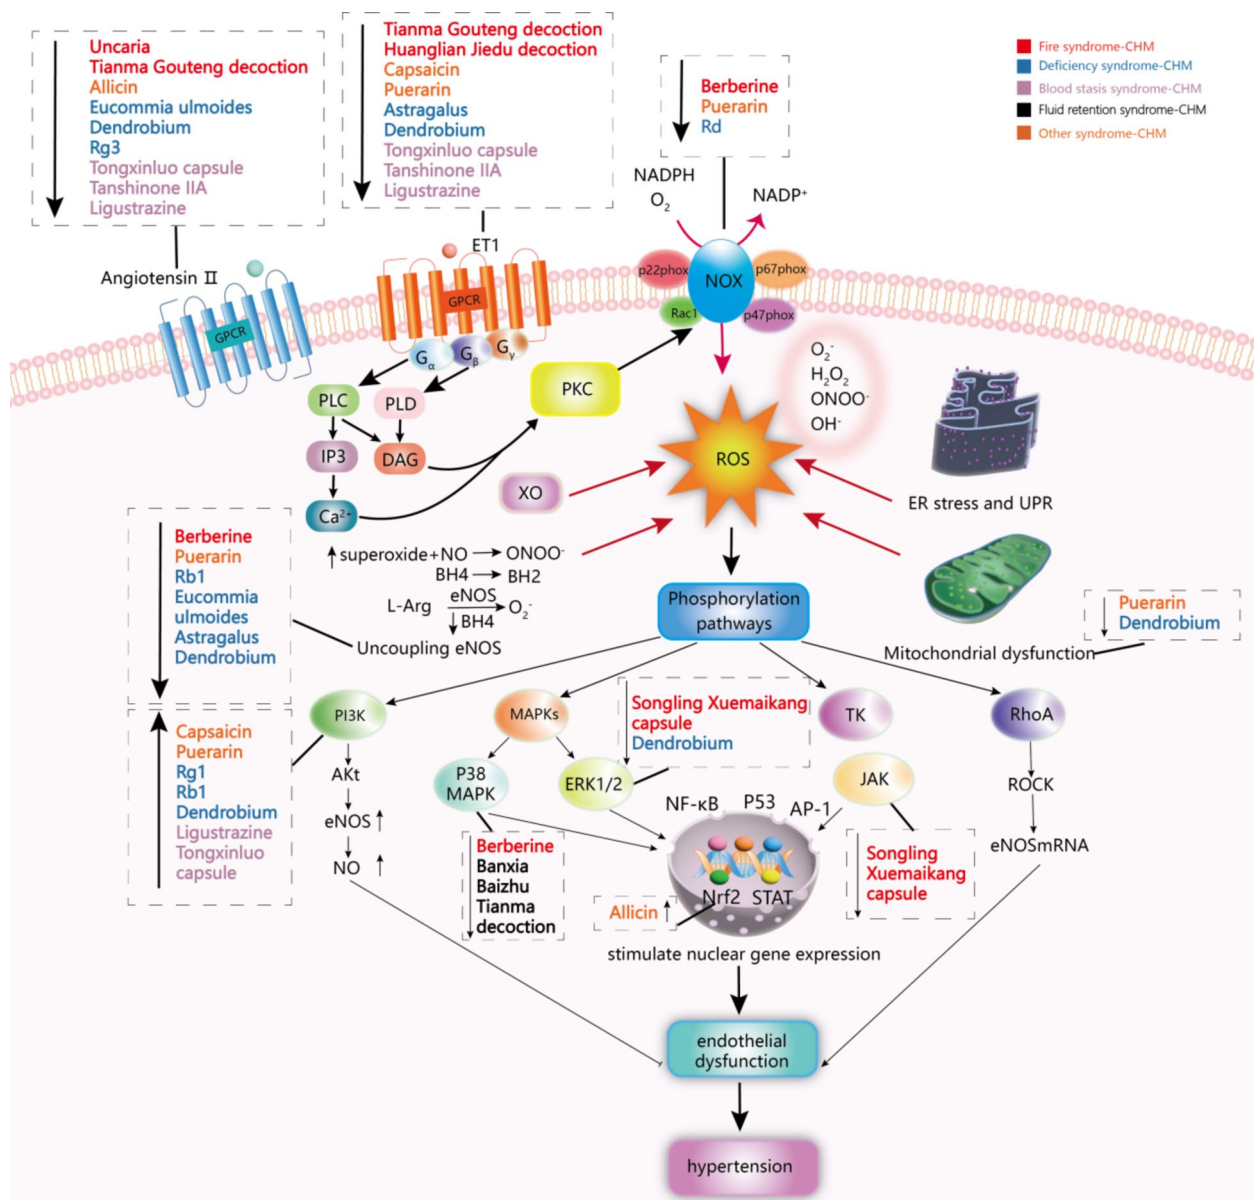 Uncaria
Tianma Gouteng decoction
Allicin
Eucommia ulmoides
Dendrobium
Rg3
Tongxinluo capsule
Tanshinone IIA
Ligustrazine
Tianma Gouteng decoction
Huanglian Jiedu decoction
Capsaicin
Puerarin
Astragalus
Dendrobium
Tongxinluo capsule
Tanshinone IIA
Ligustrazine
Berberine
Puerarin
Rd
Fire syndrome-CHM
Deficiency syndrome-CHM
Blood stasis syndrome-CHM
Fluid retention syndrome-CHM
Other syndrome-CHM
Angiotensin II
GPCR
ET1
GPCR
Gα
Gβ
Gγ
NADPH
O₂
NADP⁺
NOX
p22phox
p67phox
Rac1
p47phox
PLC
PLD
IP3
DAG
Ca²⁺
PKC
O₂⁻
H₂O₂
ONOO⁻
OH⁻
ROS
XO
ER stress and UPR
↑ superoxide+NO → ONOO⁻
BH4 → BH2
L-Arg eNOS → O₂⁻
↓ BH4
Uncoupling eNOS
Berberine
Puerarin
Rb1
Eucommia
ulmoides
Astragalus
Dendrobium
Phosphorylation
pathways
Mitochondrial dysfunction
Puerarin
Dendrobium
Capsaicin
Puerarin
Rg1
Rb1
Dendrobium
Ligustrazine
Tongxinluo
capsule
PI3K
AKt
eNOS ↑
NO ↑
MAPKs
P38
MAPK
ERK1/2
Songling Xuemaikang
capsule
Dendrobium
TK
JAK
RhoA
ROCK
eNOSmRNA
Berberine
Banxia
Baizhu
Tianma
decoction
NF-κB
P53
AP-1
Nrf2
STAT
Allicin ↑
Songling
Xuemaikang
capsule
stimulate nuclear gene expression
endothelial
dysfunction
hypertension